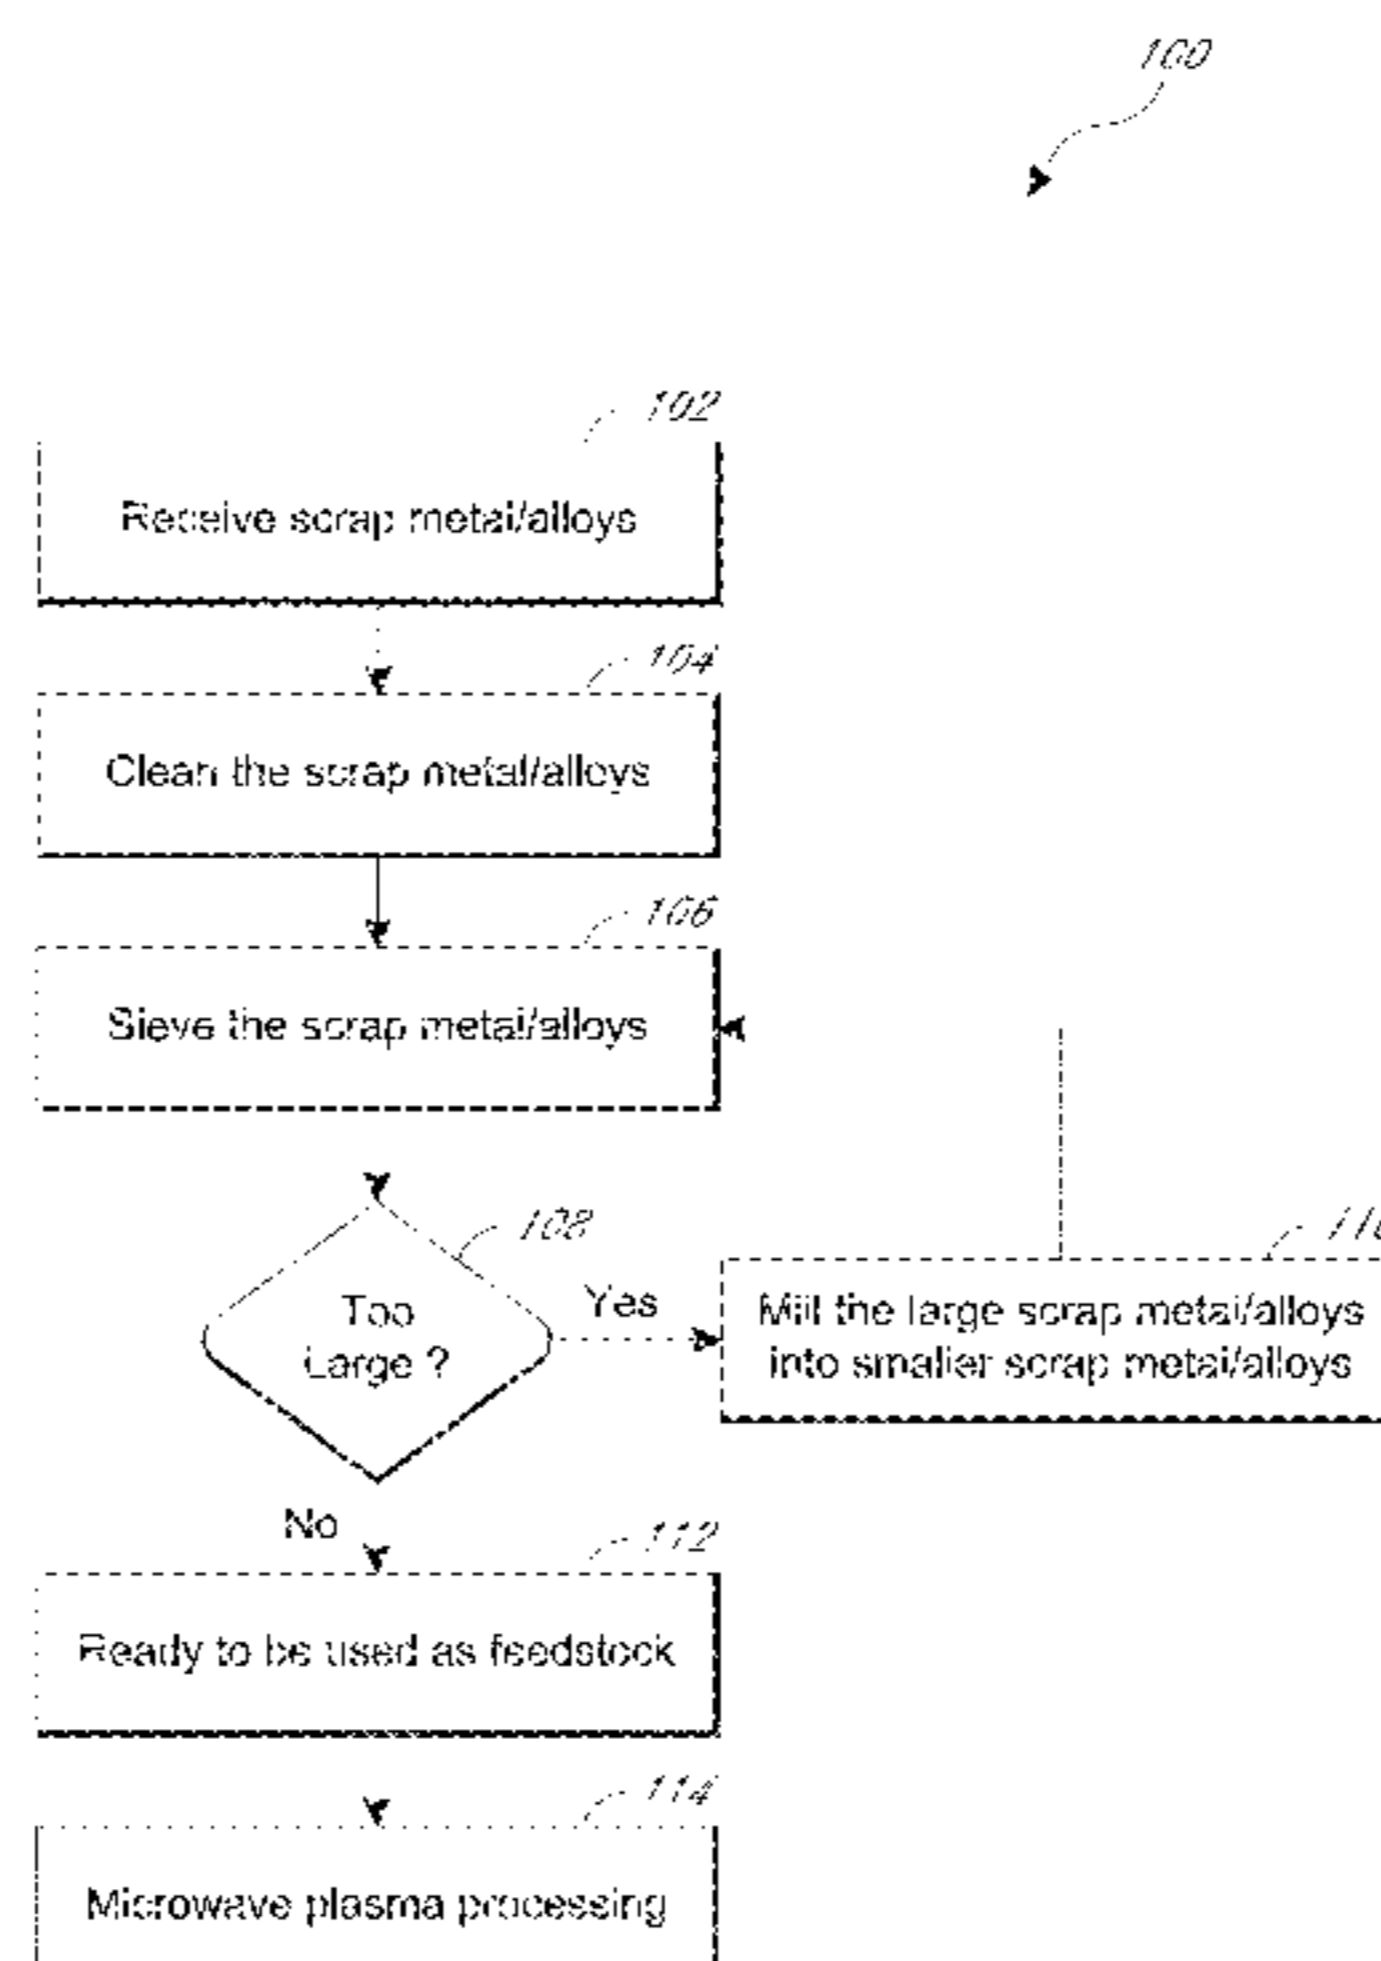 100
102
Receive scrap metal/alloys
104
Clean the scrap metal/alloys
106
Sieve the scrap metal/alloys
108
Too
Large ?
Yes
110
Mill the large scrap metal/alloys
into smaller scrap metal/alloys
No
112
Ready to be used as feedstock
114
Microwave plasma processing